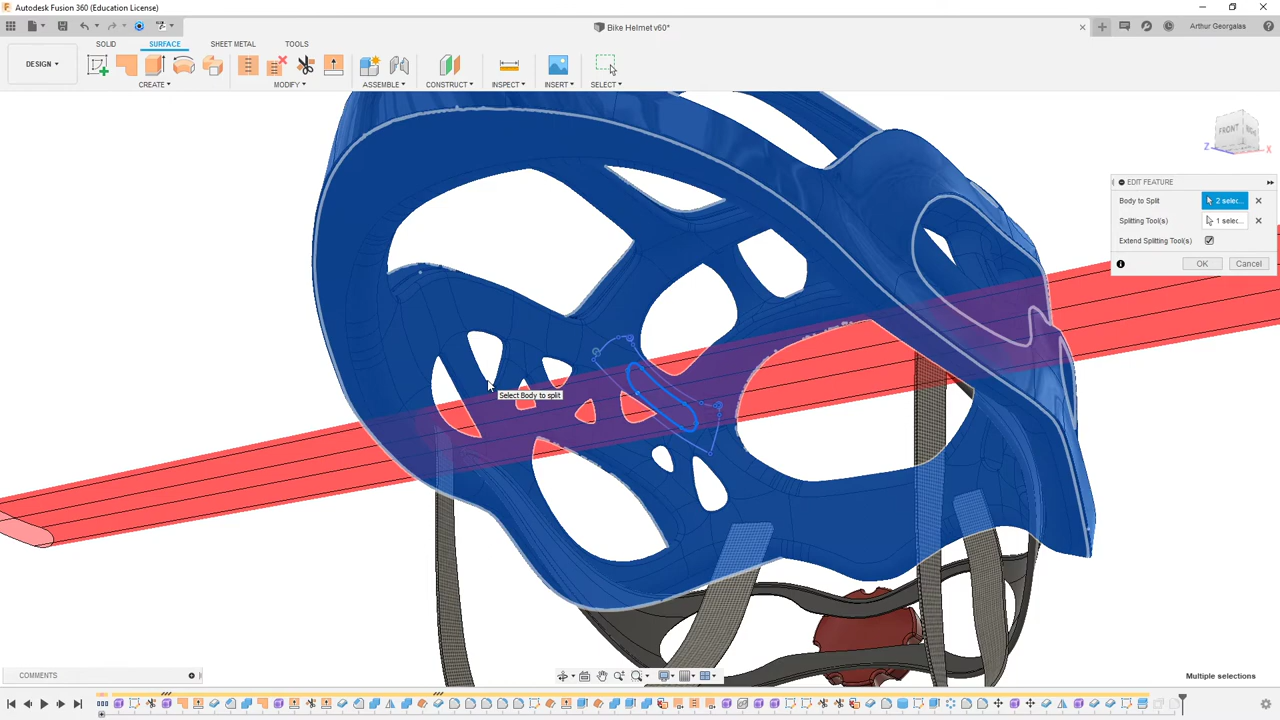 Autodesk Fusion 360 (Education License)
Bike Helmet v60*
Arthur Georgalas
SOLID
SURFACE
SHEET METAL
TOOLS
DESIGN
CREATE
MODIFY
ASSEMBLE
CONSTRUCT
INSPECT
INSERT
SELECT
FRONT
RIGHT
Z
X
EDIT FEATURE
Body to Split
2 selec...
Splitting Tool(s)
1 selec...
Extend Splitting Tool(s)
OK
Cancel
Select Body to split
COMMENTS
Multiple selections